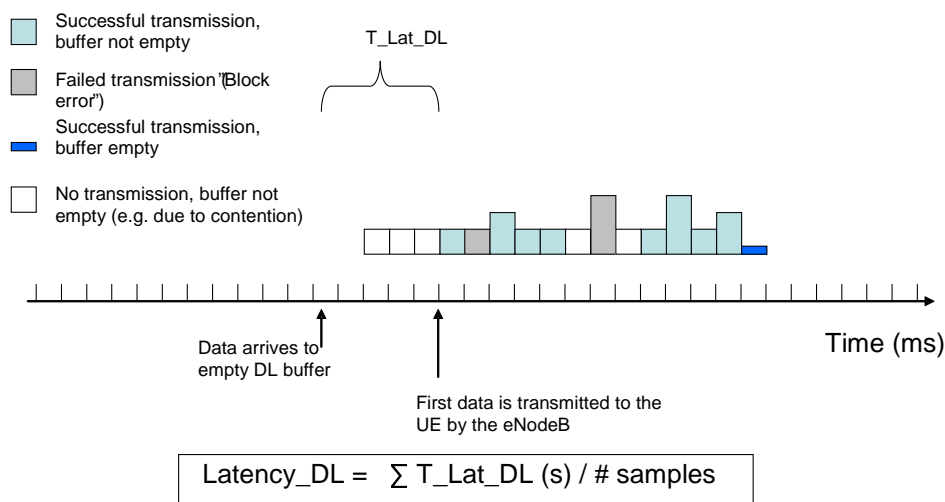 Successful transmission,
buffer not empty
T_Lat_DL
Failed transmission ”(Block
error”)
Successful transmission,
buffer empty
No transmission, buffer not
empty (e.g. due to contention)
Time (ms)
Data arrives to
empty DL buffer
First data is transmitted to the
UE by the eNodeB
Latency_DL = ∑ T_Lat_DL (s) / # samples